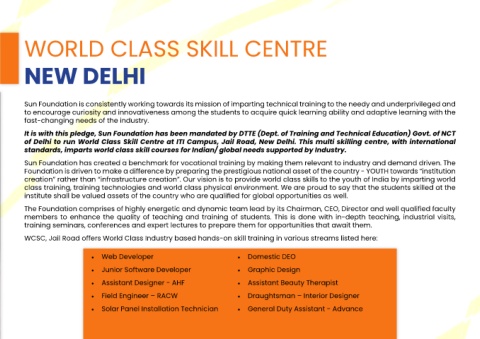 WORLD CLASS SKILL CENTRE
NEW DELHI
Sun Foundation is consistently working towards its mission of imparting technical training to the needy and underprivileged and
to encourage curiosity and innovativeness among the students to acquire quick learning ability and adaptive learning with the
fast-changing needs of the industry.
It is with this pledge, Sun Foundation has been mandated by DTTE (Dept. of Training and Technical Education) Govt. of NCT
of Delhi to run World Class Skill Centre at ITI Campus, Jail Road, New Delhi. This multi skilling centre, with international
standards, imparts world class skill courses for Indian/ global needs supported by Industry.
Sun Foundation has created a benchmark for vocational training by making them relevant to industry and demand driven. The
Foundation is driven to make a difference by preparing the prestigious national asset of the country - YOUTH towards "institution
creation" rather than "infrastructure creation". Our vision is to provide world class skills to the youth of India by imparting world
class training, training technologies and world class physical environment. We are proud to say that the students skilled at the
institute shall be valued assets of the country who are qualified for global opportunities as well.
The Foundation comprises of highly energetic and dynamic team lead by its Chairman, CEO, Director and well qualified faculty
members to enhance the quality of teaching and training of students. This is done with in-depth teaching, industrial visits,
training seminars, conferences and expert lectures to prepare them for opportunities that await them.
WCSC, Jail Road offers World Class Industry based hands-on skill training in various streams listed here:
• Web Developer
• Junior Software Developer
• Assistant Designer - AHF
• Field Engineer – RACW
• Solar Panel Installation Technician
• Domestic DEO
• Graphic Design
• Assistant Beauty Therapist
• Draughtsman – Interior Designer
• General Duty Assistant - Advance